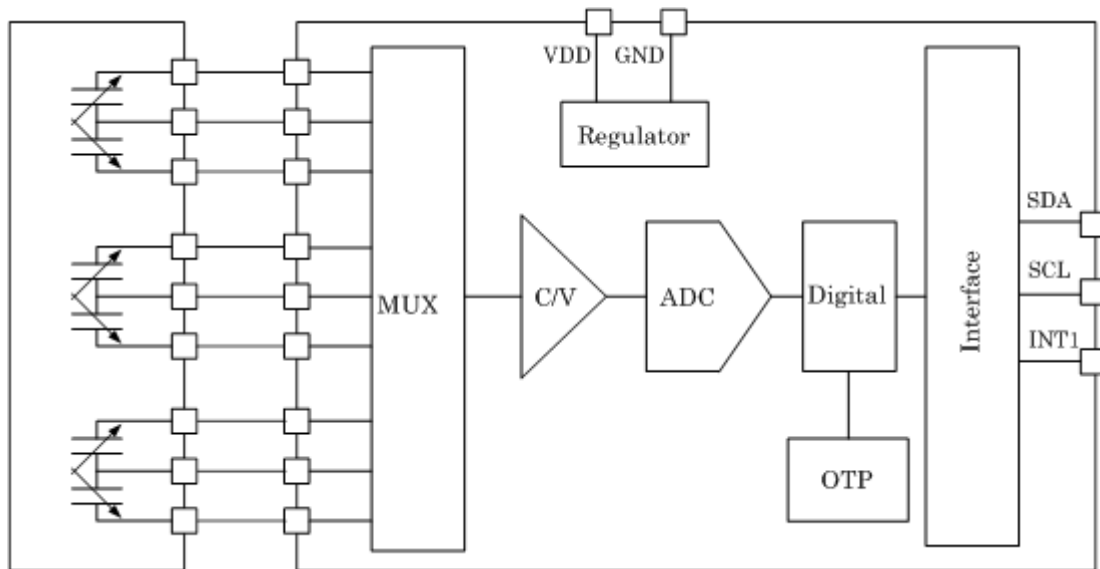 VDD
GND
Regulator
SDA
MUX
C/V
ADC
Digital
Interface
SCL
INT1
OTP